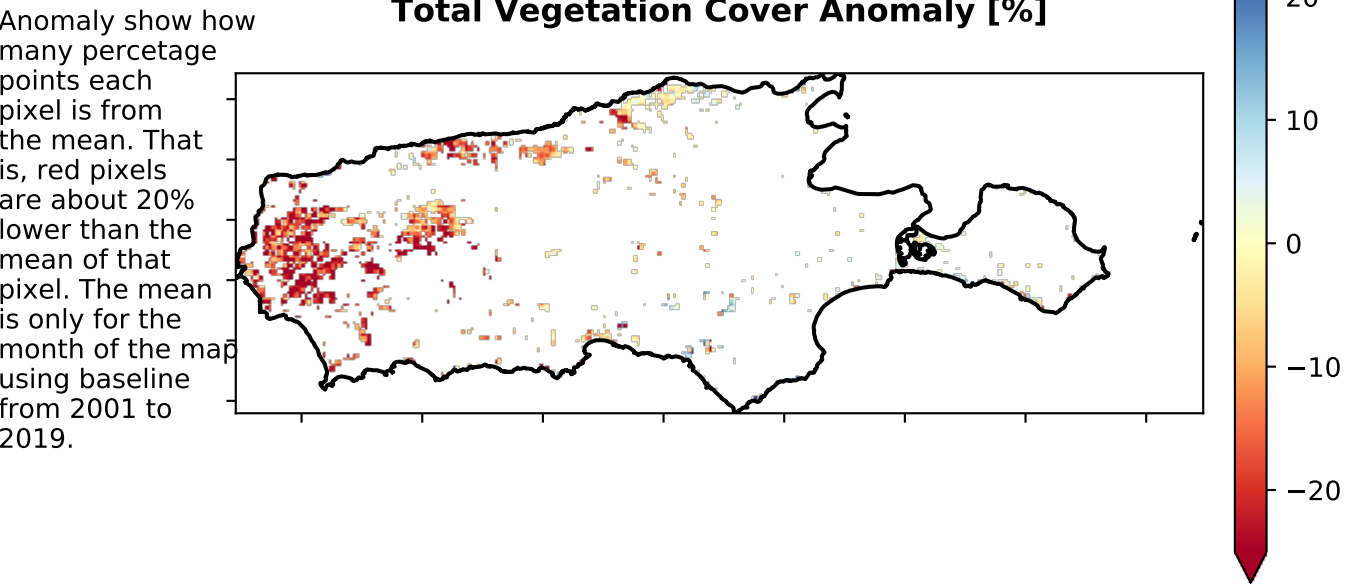 Total Vegetation Cover Anomaly [%]
Anomaly show how
many percetage
points each
pixel is from
the mean. That
is, red pixels
are about 20%
lower than the
mean of that
pixel. The mean
is only for the
month of the map
using baseline
from 2001 to
2019.
20
10
0
−10
−20